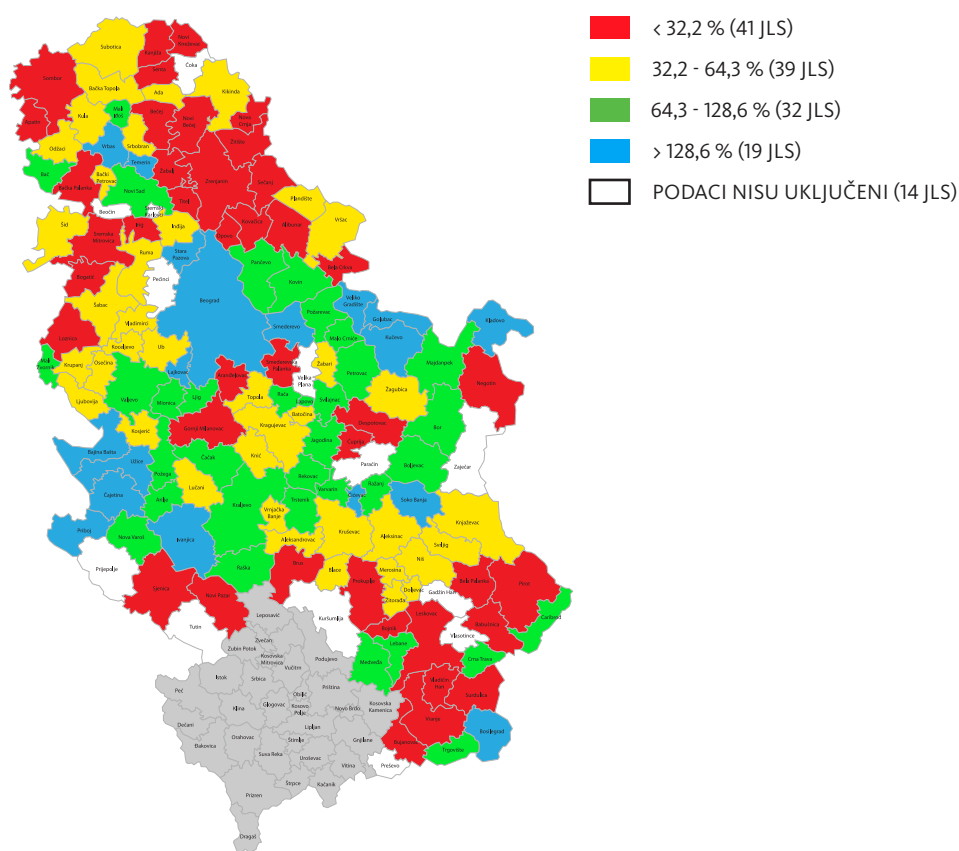 < 32,2 % (41 JLS)
32,2 - 64,3 % (39 JLS)
64,3 - 128,6 % (32 JLS)
> 128,6 % (19 JLS)
PODACI NISU UKLJUČENI (14 JLS)
Subotica
Kanjiža
Novi
Kneževac
Čoka
Senta
Sombor
Bačka Topola
Ada
Kikinda
Apatin
Kula
Mali
Iđoš
Bečej
Novi
Bečej
Nova
Crnja
Odžaci
Vrbas
Srbobran
Žitište
Bač
Bačka Palanka
Bački
Petrovac
Temerin
Žabalj
Zrenjanin
Sečanj
Novi Sad
Titel
Beočin
Sremski
Karlovci
Plandište
Vršac
Šid
Sremska
Mitrovica
Irig
Inđija
Kovačica
Alibunar
Ruma
Stara
Pazova
Pančevo
Bela Crkva
Bogatić
Pećinci
Kovin
Šabac
Beograd
Požarevac
Veliko
Gradište
Golubac
Kladovo
Loznica
Vladimirci
Smederevo
Malo Crniće
Kučevo
Koceljevo
Ub
Mali
Zvornik
Krupanj
Osečina
Lajkovac
Aranđelovac
Smederevska
Palanka
Velika
Plana
Žabari
Petrovac
Majdanpek
Negotin
Ljubovija
Valjevo
Mionica
Ljig
Topola
Rača
Lapovo
Svilajnac
Žagubica
Batočina
Kosjerić
Gornji Milanovac
Kragujevac
Despotovac
Bor
Bajina Bašta
Užice
Čačak
Knić
Jagodina
Ćuprija
Paraćin
Boljevac
Zaječar
Požega
Čajetina
Lučani
Rekovac
Arilje
Kraljevo
Trstenik
Varvarin
Ćićevac
Ražanj
Soko Banja
Priboj
Nova Varoš
Ivanjica
Vrnjačka
Banja
Kruševac
Aleksinac
Knjaževac
Aleksandrovac
Svrljig
Prijepolje
Raška
Brus
Blace
Merošina
Niš
Sjenica
Novi Pazar
Prokuplje
Doljevac
Žitorađa
Gadžin Han
Bela Palanka
Pirot
Tutin
Leposavić
Kuršumlija
Bojnik
Leskovac
Vlasotince
Babušnica
Zvečan
Zubin Potok
Kosovska
Mitrovica
Podujevo
Lebane
Medveđa
Crna Trava
Istok
Srbica
Vučitrn
Peć
Priština
Vladičin
Han
Surdulica
Klina
Glogovac
Obilić
Kosovo
Polje
Novo Brdo
Kosovska
Kamenica
Dečani
Lipljan
Vranje
Bosilegrad
Đakovica
Orahovac
Štimlje
Gnjilane
Bujanovac
Trgovište
Suva Reka
Uroševac
Vitina
Preševo
Štrpce
Kačanik
Prizren
Dragaš